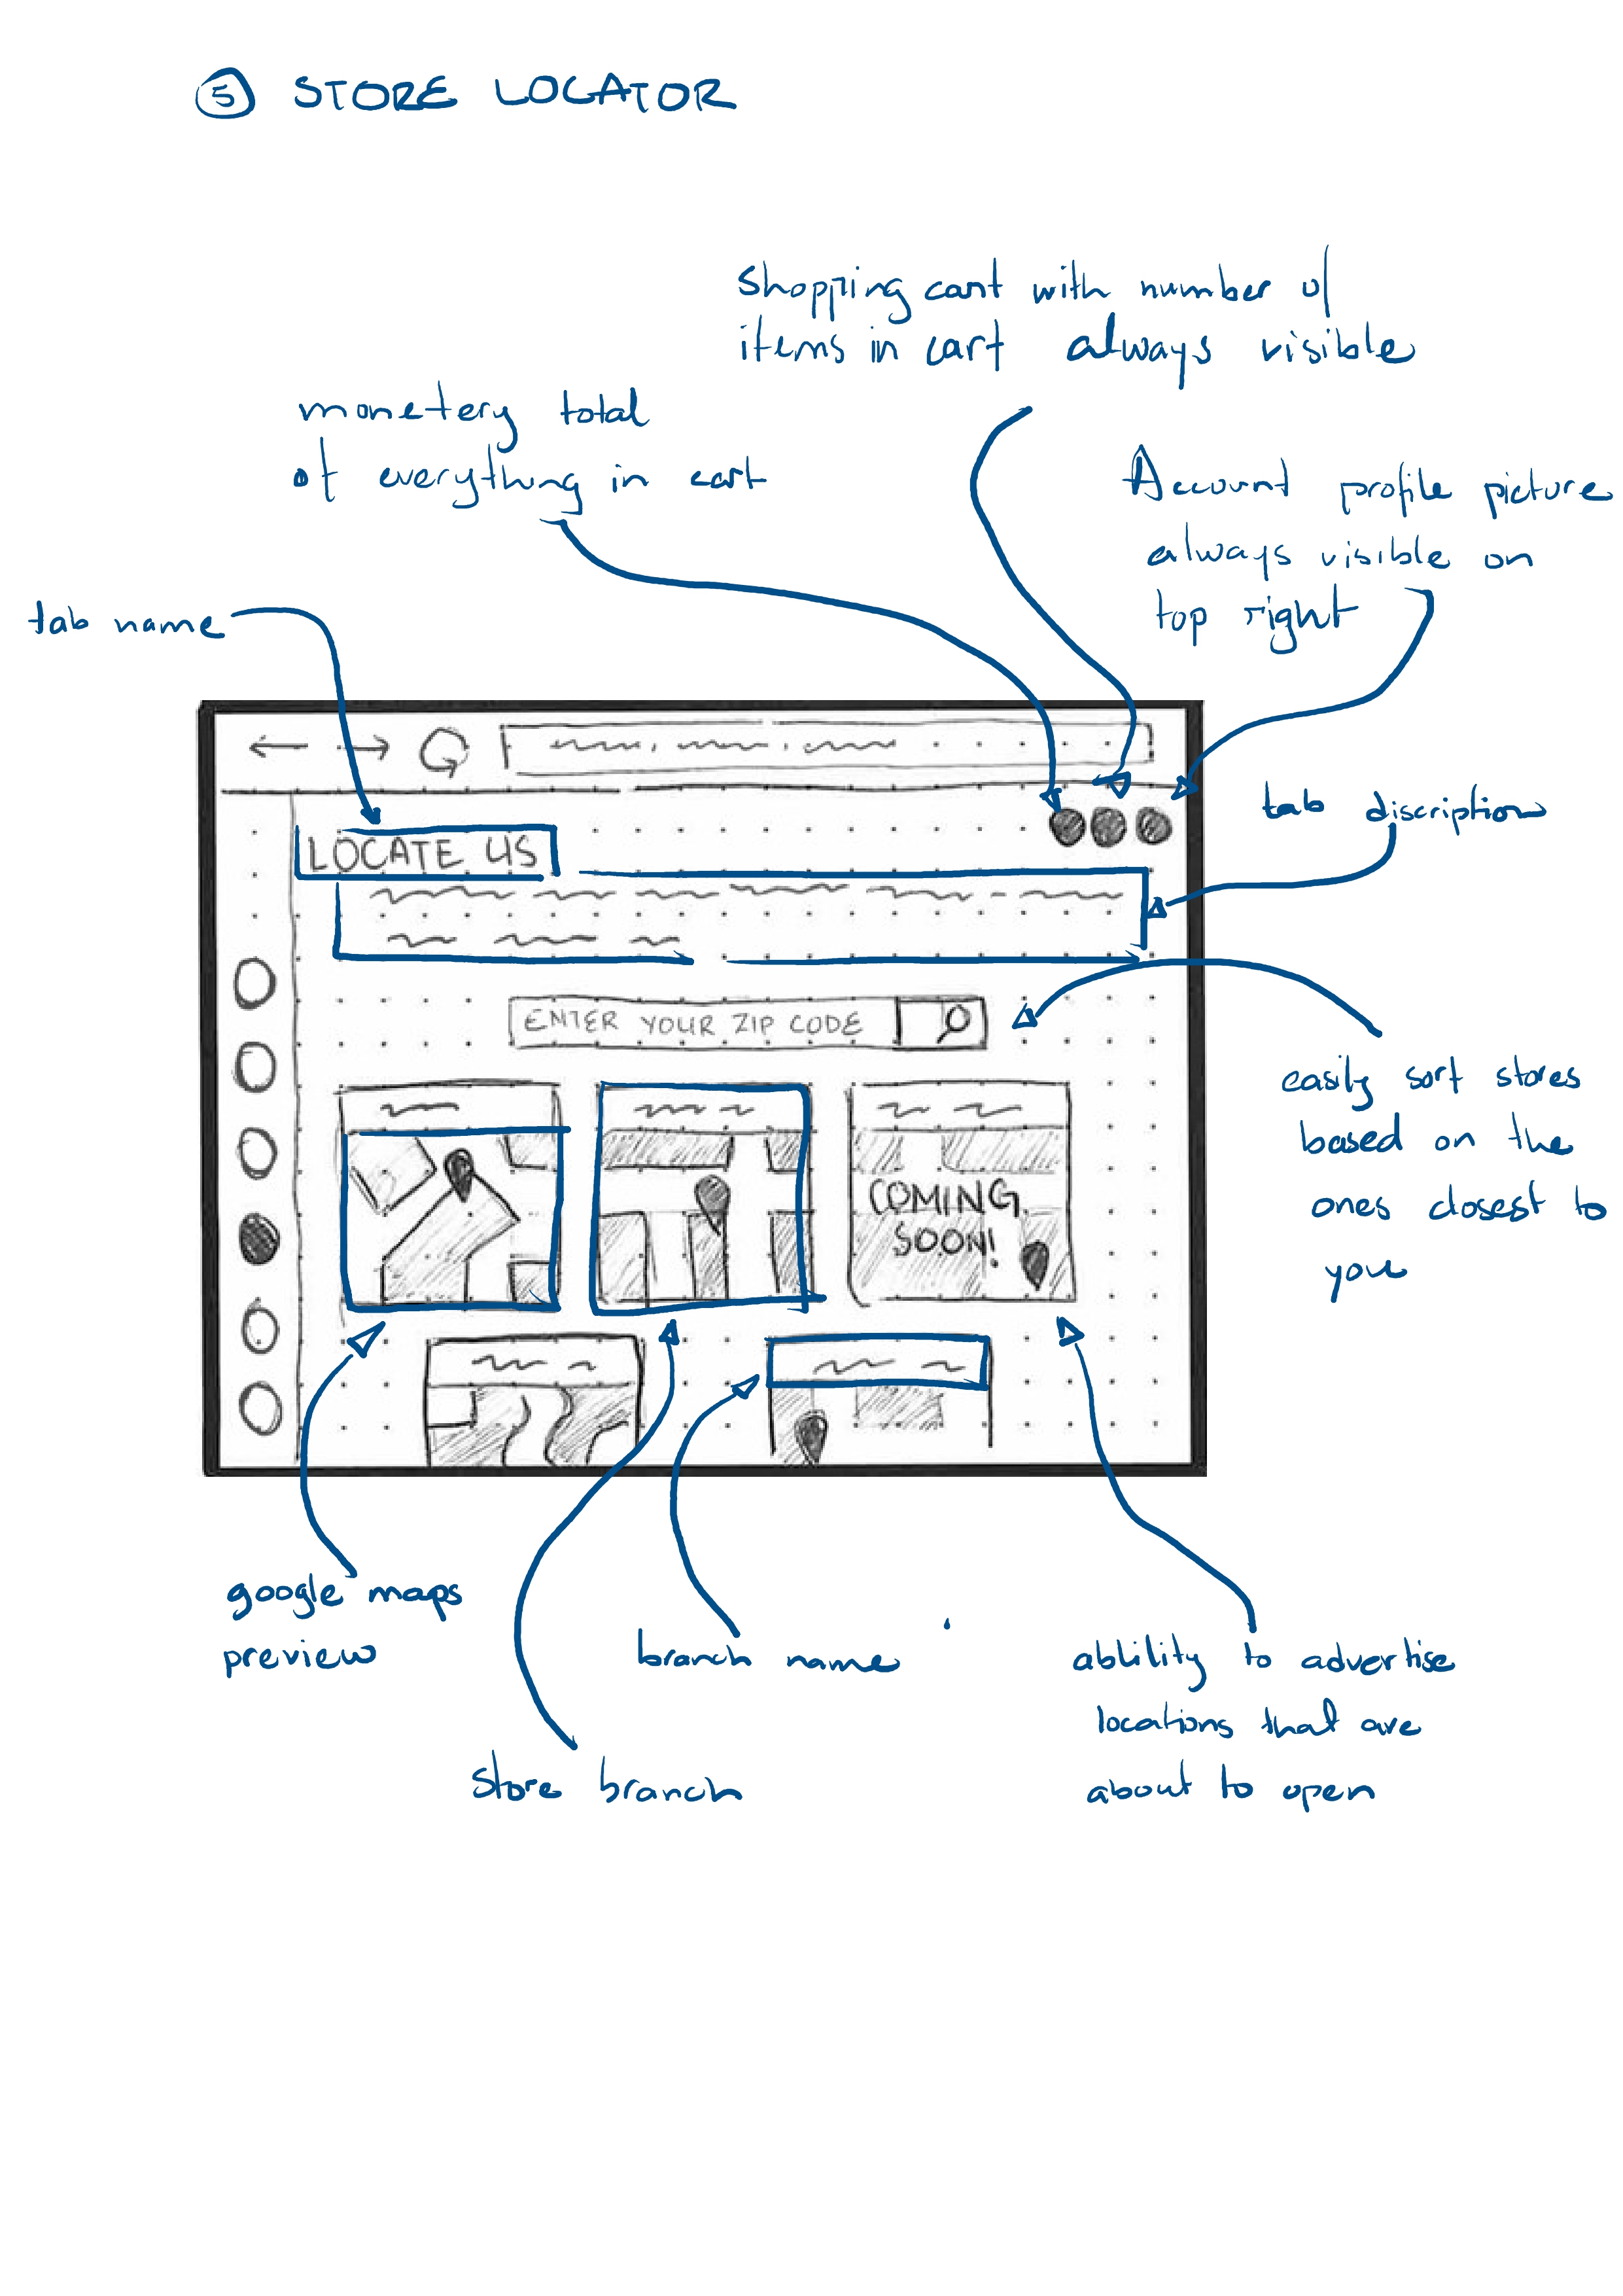 5 STORE LOCATOR
Shopping cart with number of
items in cart always visible
monetery total
of everything in cart
Account profile picture
always visible on
top right
tab name
tab discription
LOCATE US
ENTER YOUR ZIP CODE
easily sort stores
based on the
ones closest to
you
COMING
SOON!
google maps
preview
branch name
store branch
ablility to advertise
locations that are
about to open